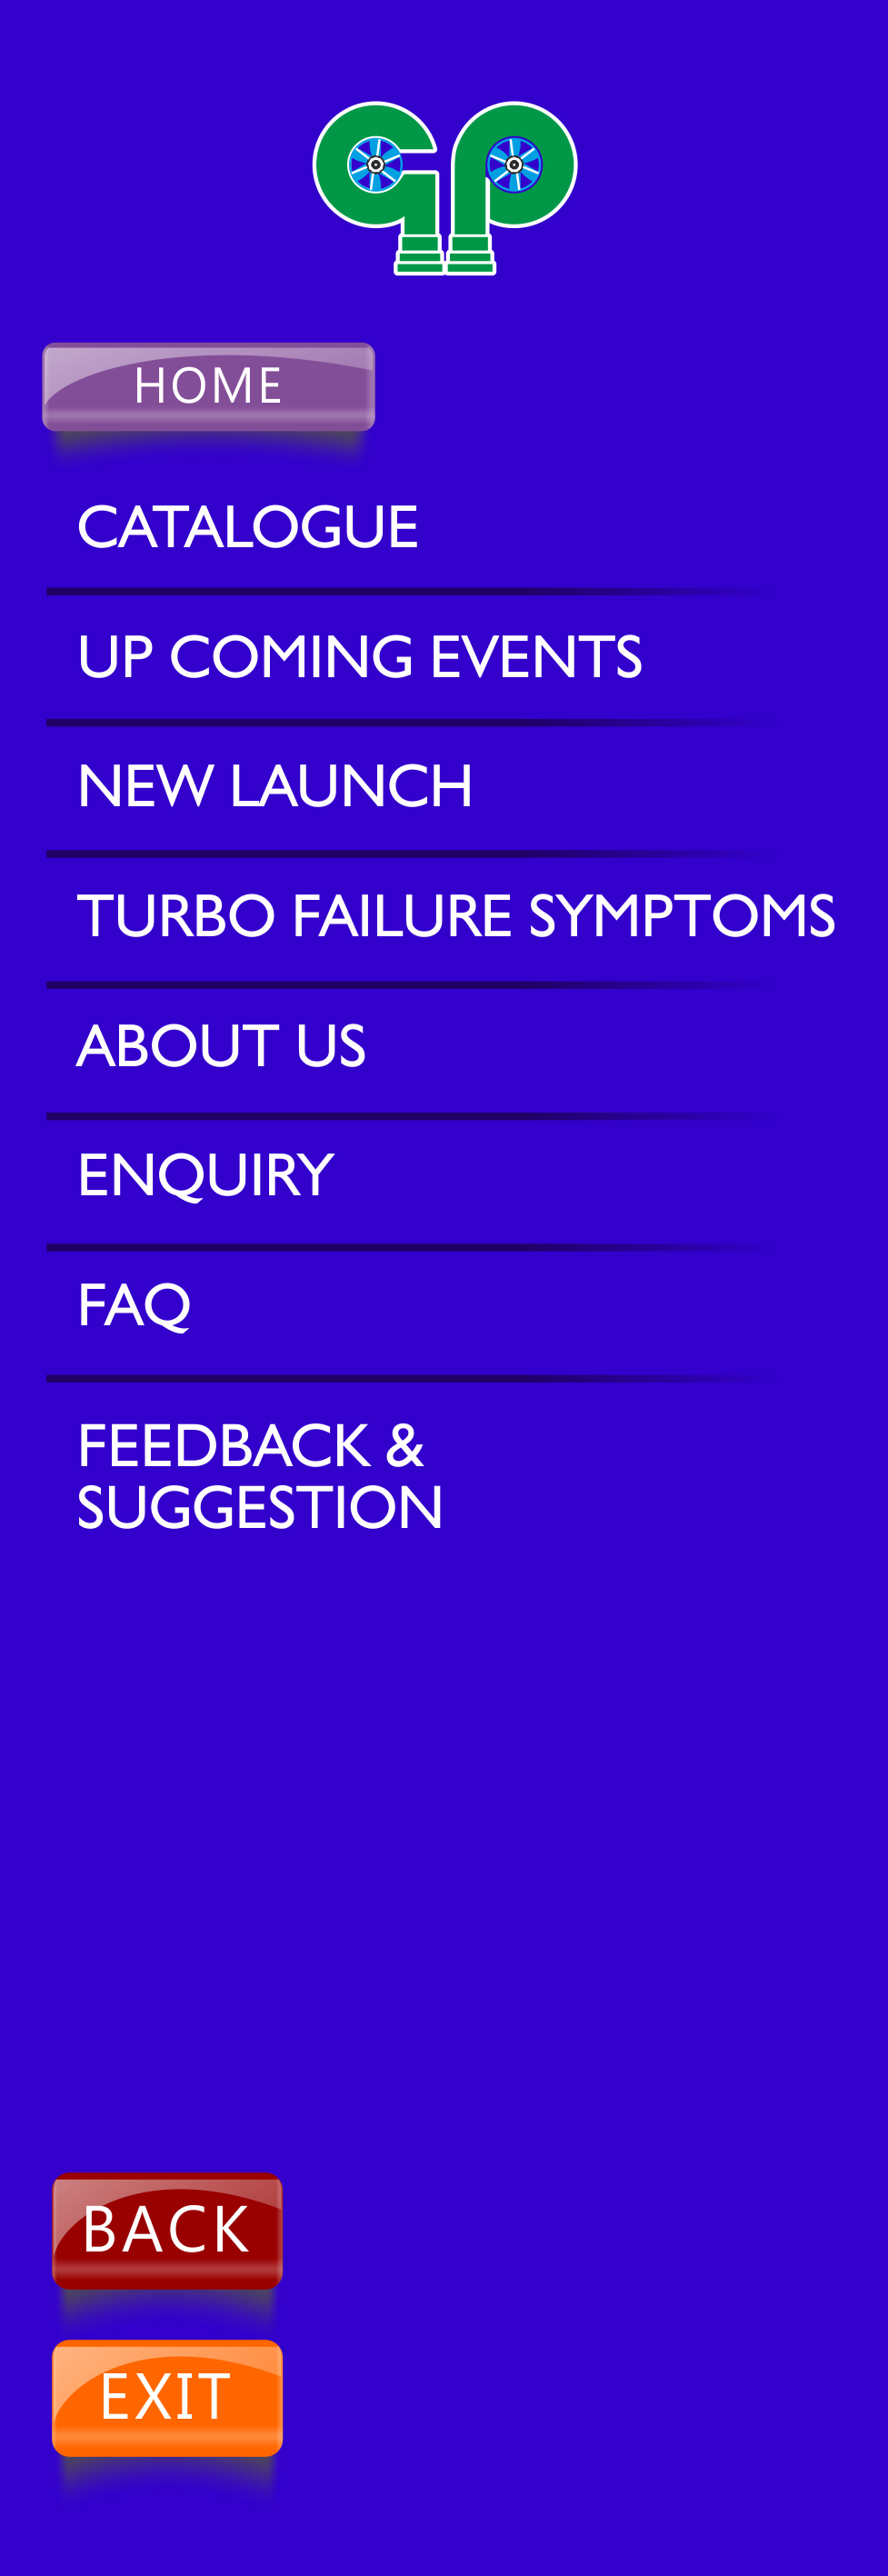 GP
HOME
CATALOGUE
UP COMING EVENTS
NEW LAUNCH
TURBO FAILURE SYMPTOMS
ABOUT US
ENQUIRY
FAQ
FEEDBACK &
SUGGESTION
BACK
EXIT